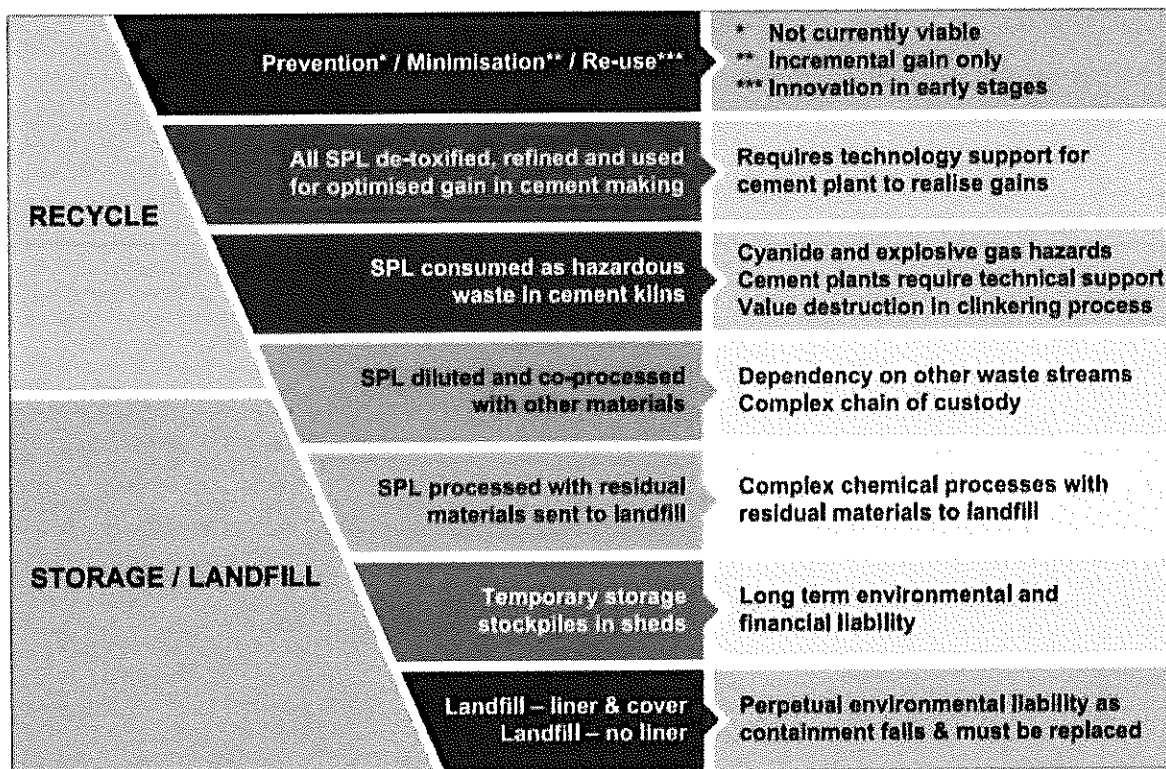 Prevention* / Minimisation** / Re-use***
* Not currently viable
** Incremental gain only
*** Innovation in early stages
RECYCLE
All SPL de-toxified, refined and used
for optimised gain in cement making
Requires technology support for
cement plant to realise gains
SPL consumed as hazardous
waste in cement kilns
Cyanide and explosive gas hazards
Cement plants require technical support
Value destruction in clinkering process
SPL diluted and co-processed
with other materials
Dependency on other waste streams
Complex chain of custody
STORAGE / LANDFILL
SPL processed with residual
materials sent to landfill
Complex chemical processes with
residual materials to landfill
Temporary storage
stockpiles in sheds
Long term environmental and
financial liability
Landfill – liner & cover
Landfill – no liner
Perpetual environmental liability as
containment fails & must be replaced